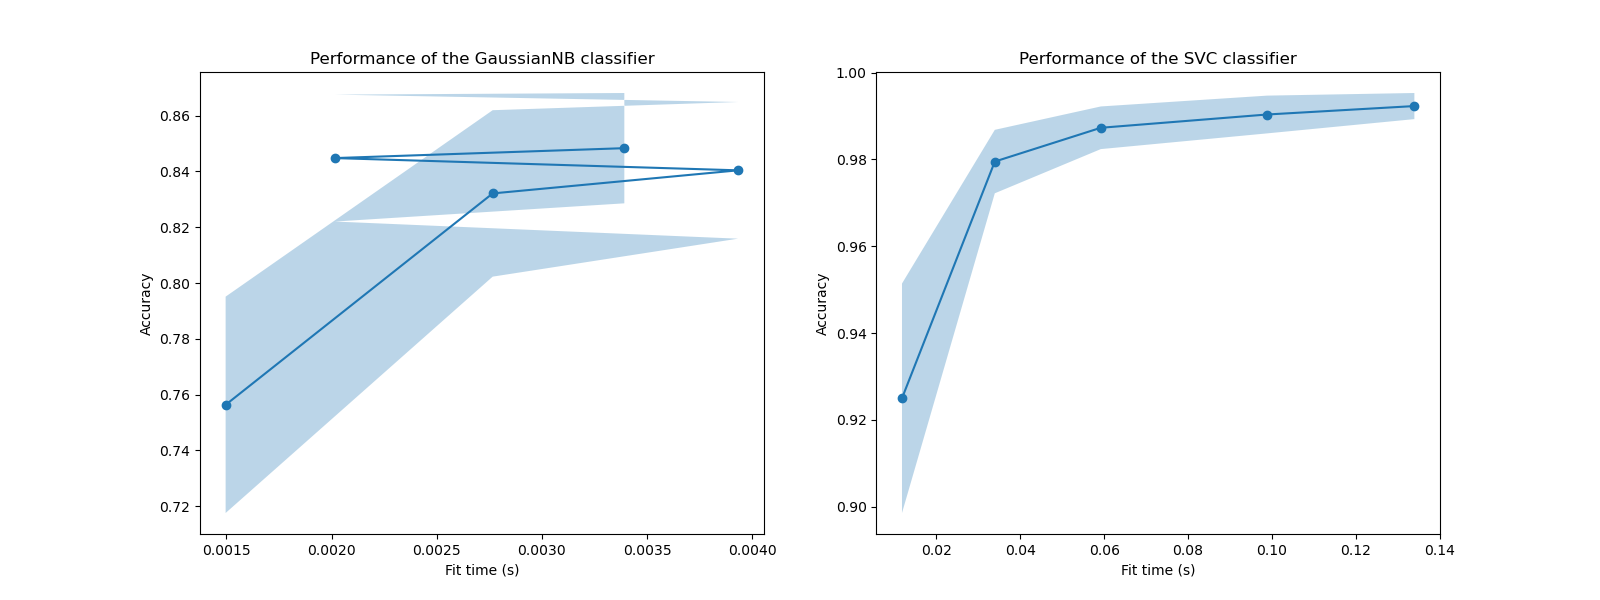 Performance of the GaussianNB classifier
Accuracy
0.86
0.84
0.82
0.80
0.78
0.76
0.74
0.72
0.0015 0.0020 0.0025 0.0030 0.0035 0.0040
Fit time (s)
Performance of the SVC classifier
Accuracy
1.00
0.98
0.96
0.94
0.92
0.90
0.02 0.04 0.06 0.08 0.10 0.12 0.14
Fit time (s)